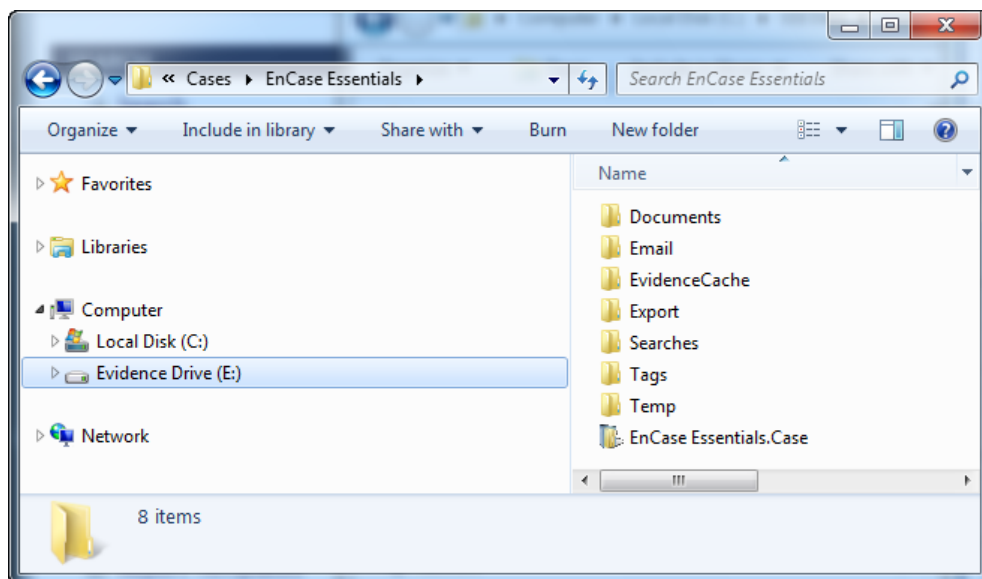 « Cases ▸ EnCase Essentials ▸
Search EnCase Essentials
Organize Include in library Share with Burn New folder
Favorites
Libraries
Computer
Local Disk (C:)
Evidence Drive (E:)
Network
Name
Documents
Email
EvidenceCache
Export
Searches
Tags
Temp
EnCase Essentials.Case
8 items